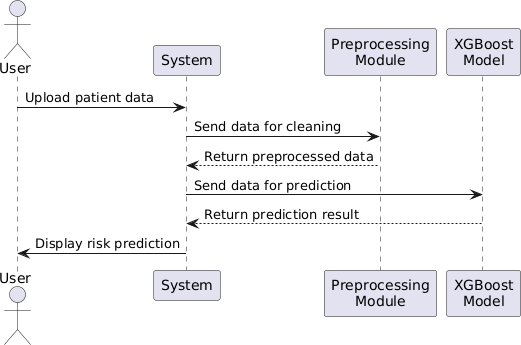 User
System
Preprocessing
Module
XGBoost
Model
Upload patient data
Send data for cleaning
Return preprocessed data
Send data for prediction
Return prediction result
Display risk prediction
User
System
Preprocessing
Module
XGBoost
Model